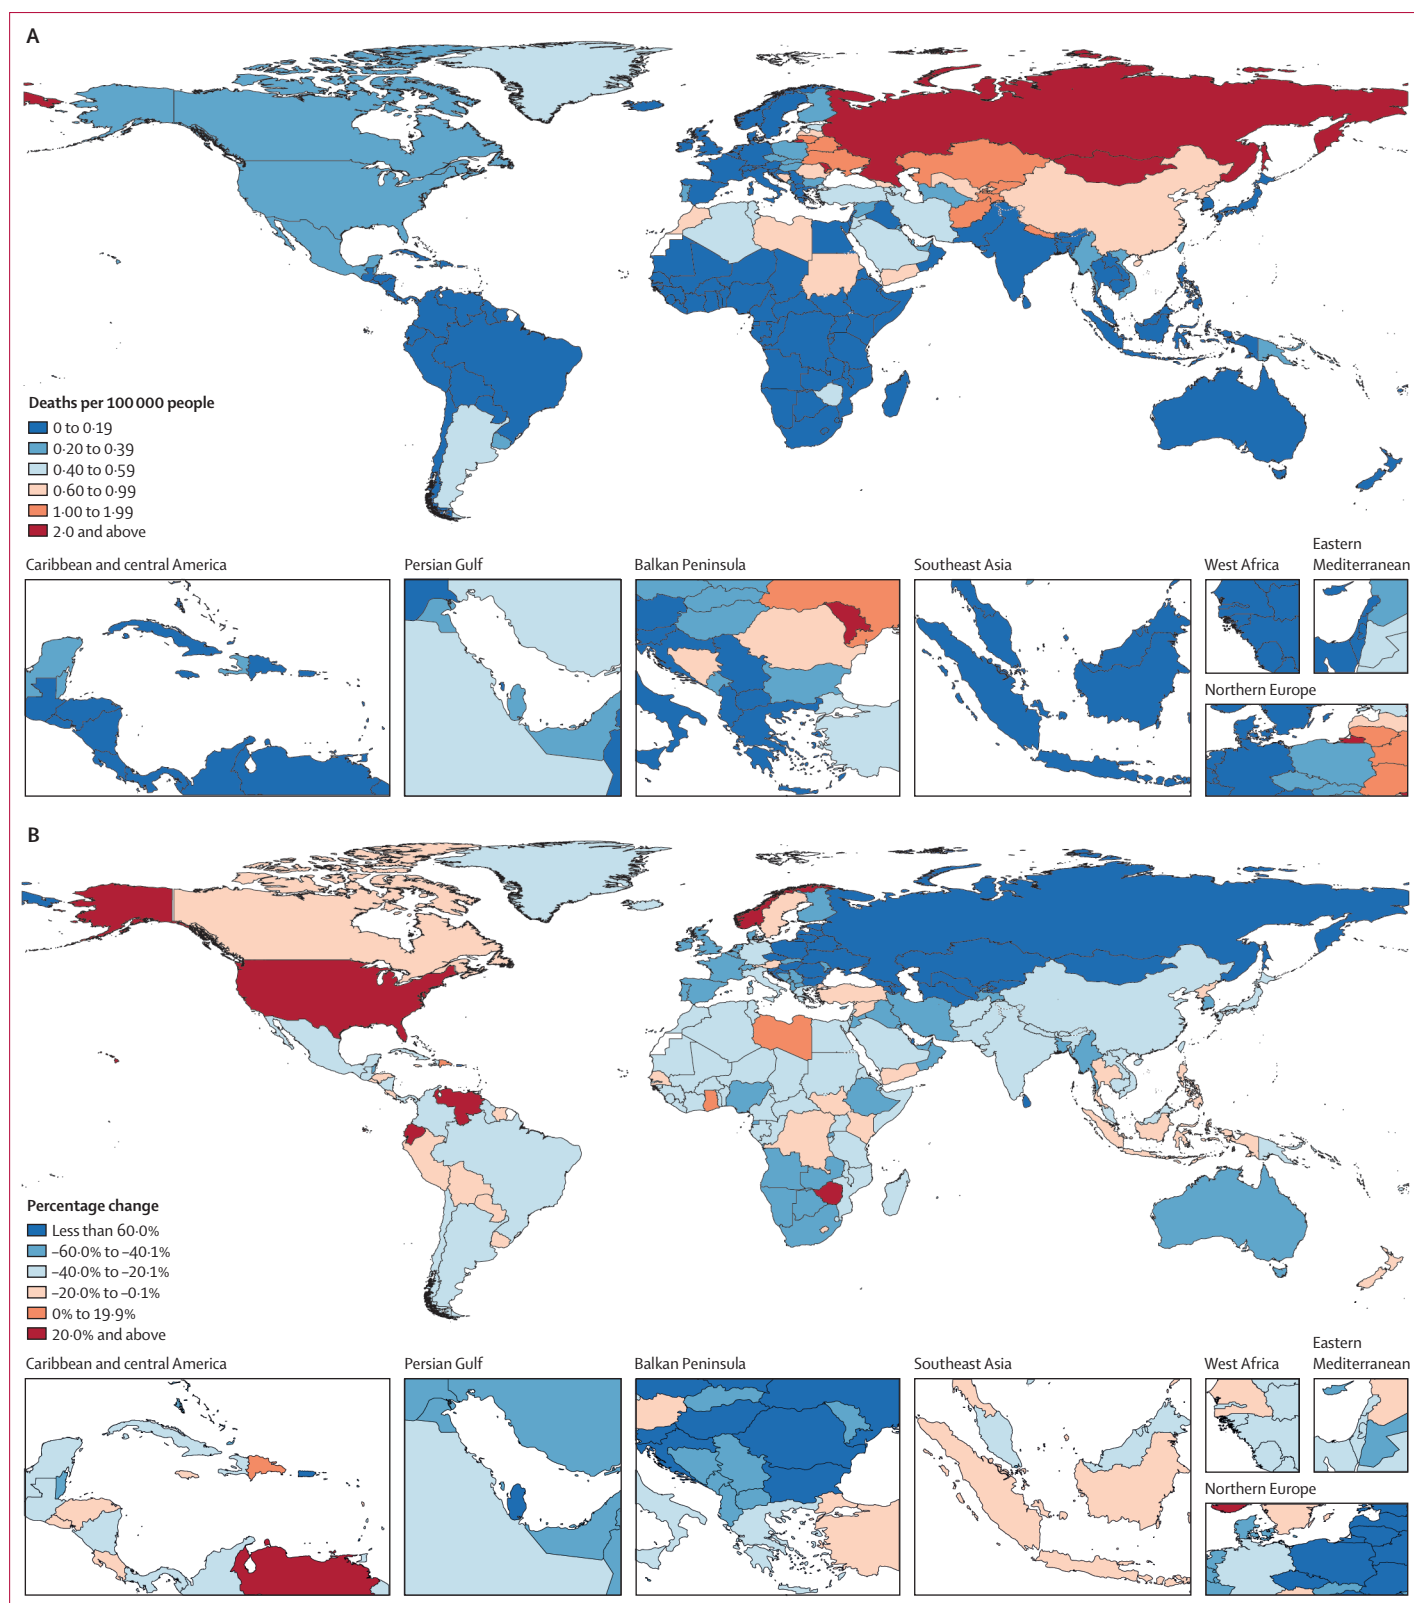 A
Deaths per 100 000 people
0 to 0·19
0·20 to 0·39
0·40 to 0·59
0·60 to 0·99
1·00 to 1·99
2·0 and above
Caribbean and central America
Persian Gulf
Balkan Peninsula
Southeast Asia
West Africa
Eastern
Mediterranean
Northern Europe
B
Percentage change
Less than 60·0%
–60·0% to –40·1%
–40·0% to –20·1%
–20·0% to –0·1%
0% to 19·9%
20·0% and above
Caribbean and central America
Persian Gulf
Balkan Peninsula
Southeast Asia
West Africa
Eastern
Mediterranean
Northern Europe